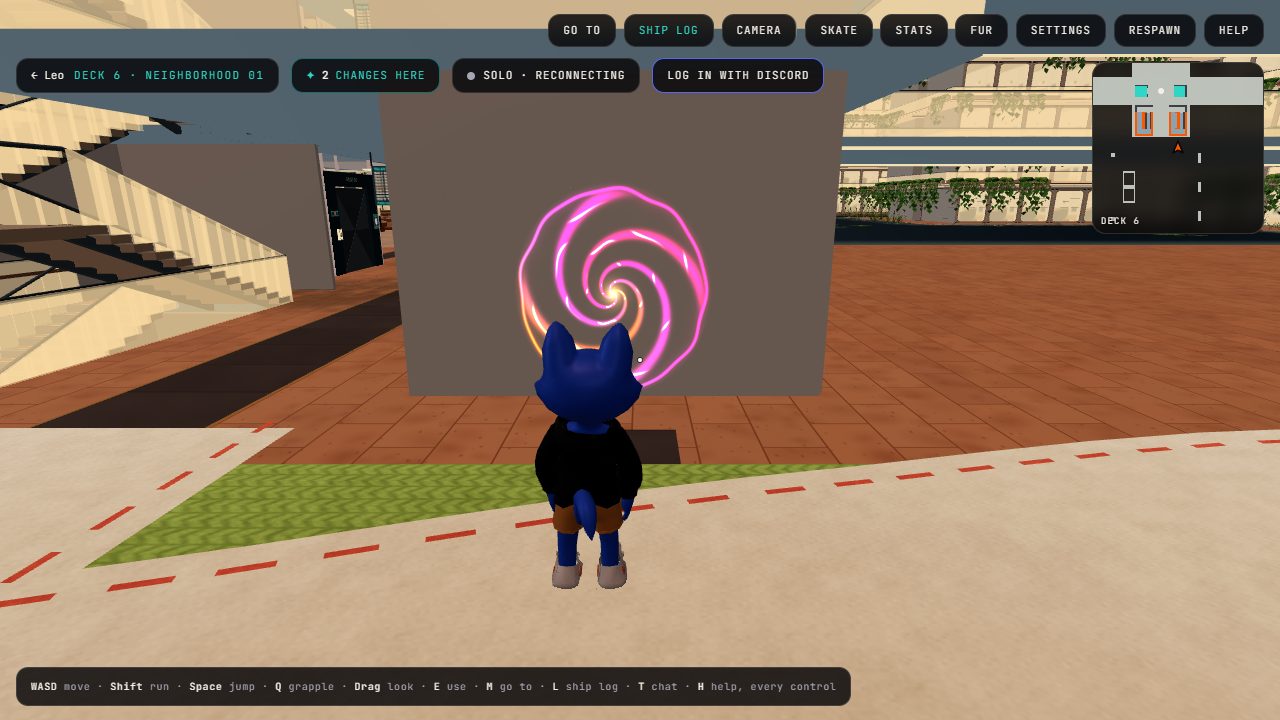 GO TO
SHIP LOG
CAMERA
SKATE
STATS
FUR
SETTINGS
RESPAWN
HELP
← Leo DECK 6 · NEIGHBORHOOD 01
✦ 2 CHANGES HERE
SOLO · RECONNECTING
LOG IN WITH DISCORD
DECK 6
WASD move · Shift run · Space jump · Q grapple · Drag look · E use · M go to · L ship log · T chat · H help, every control